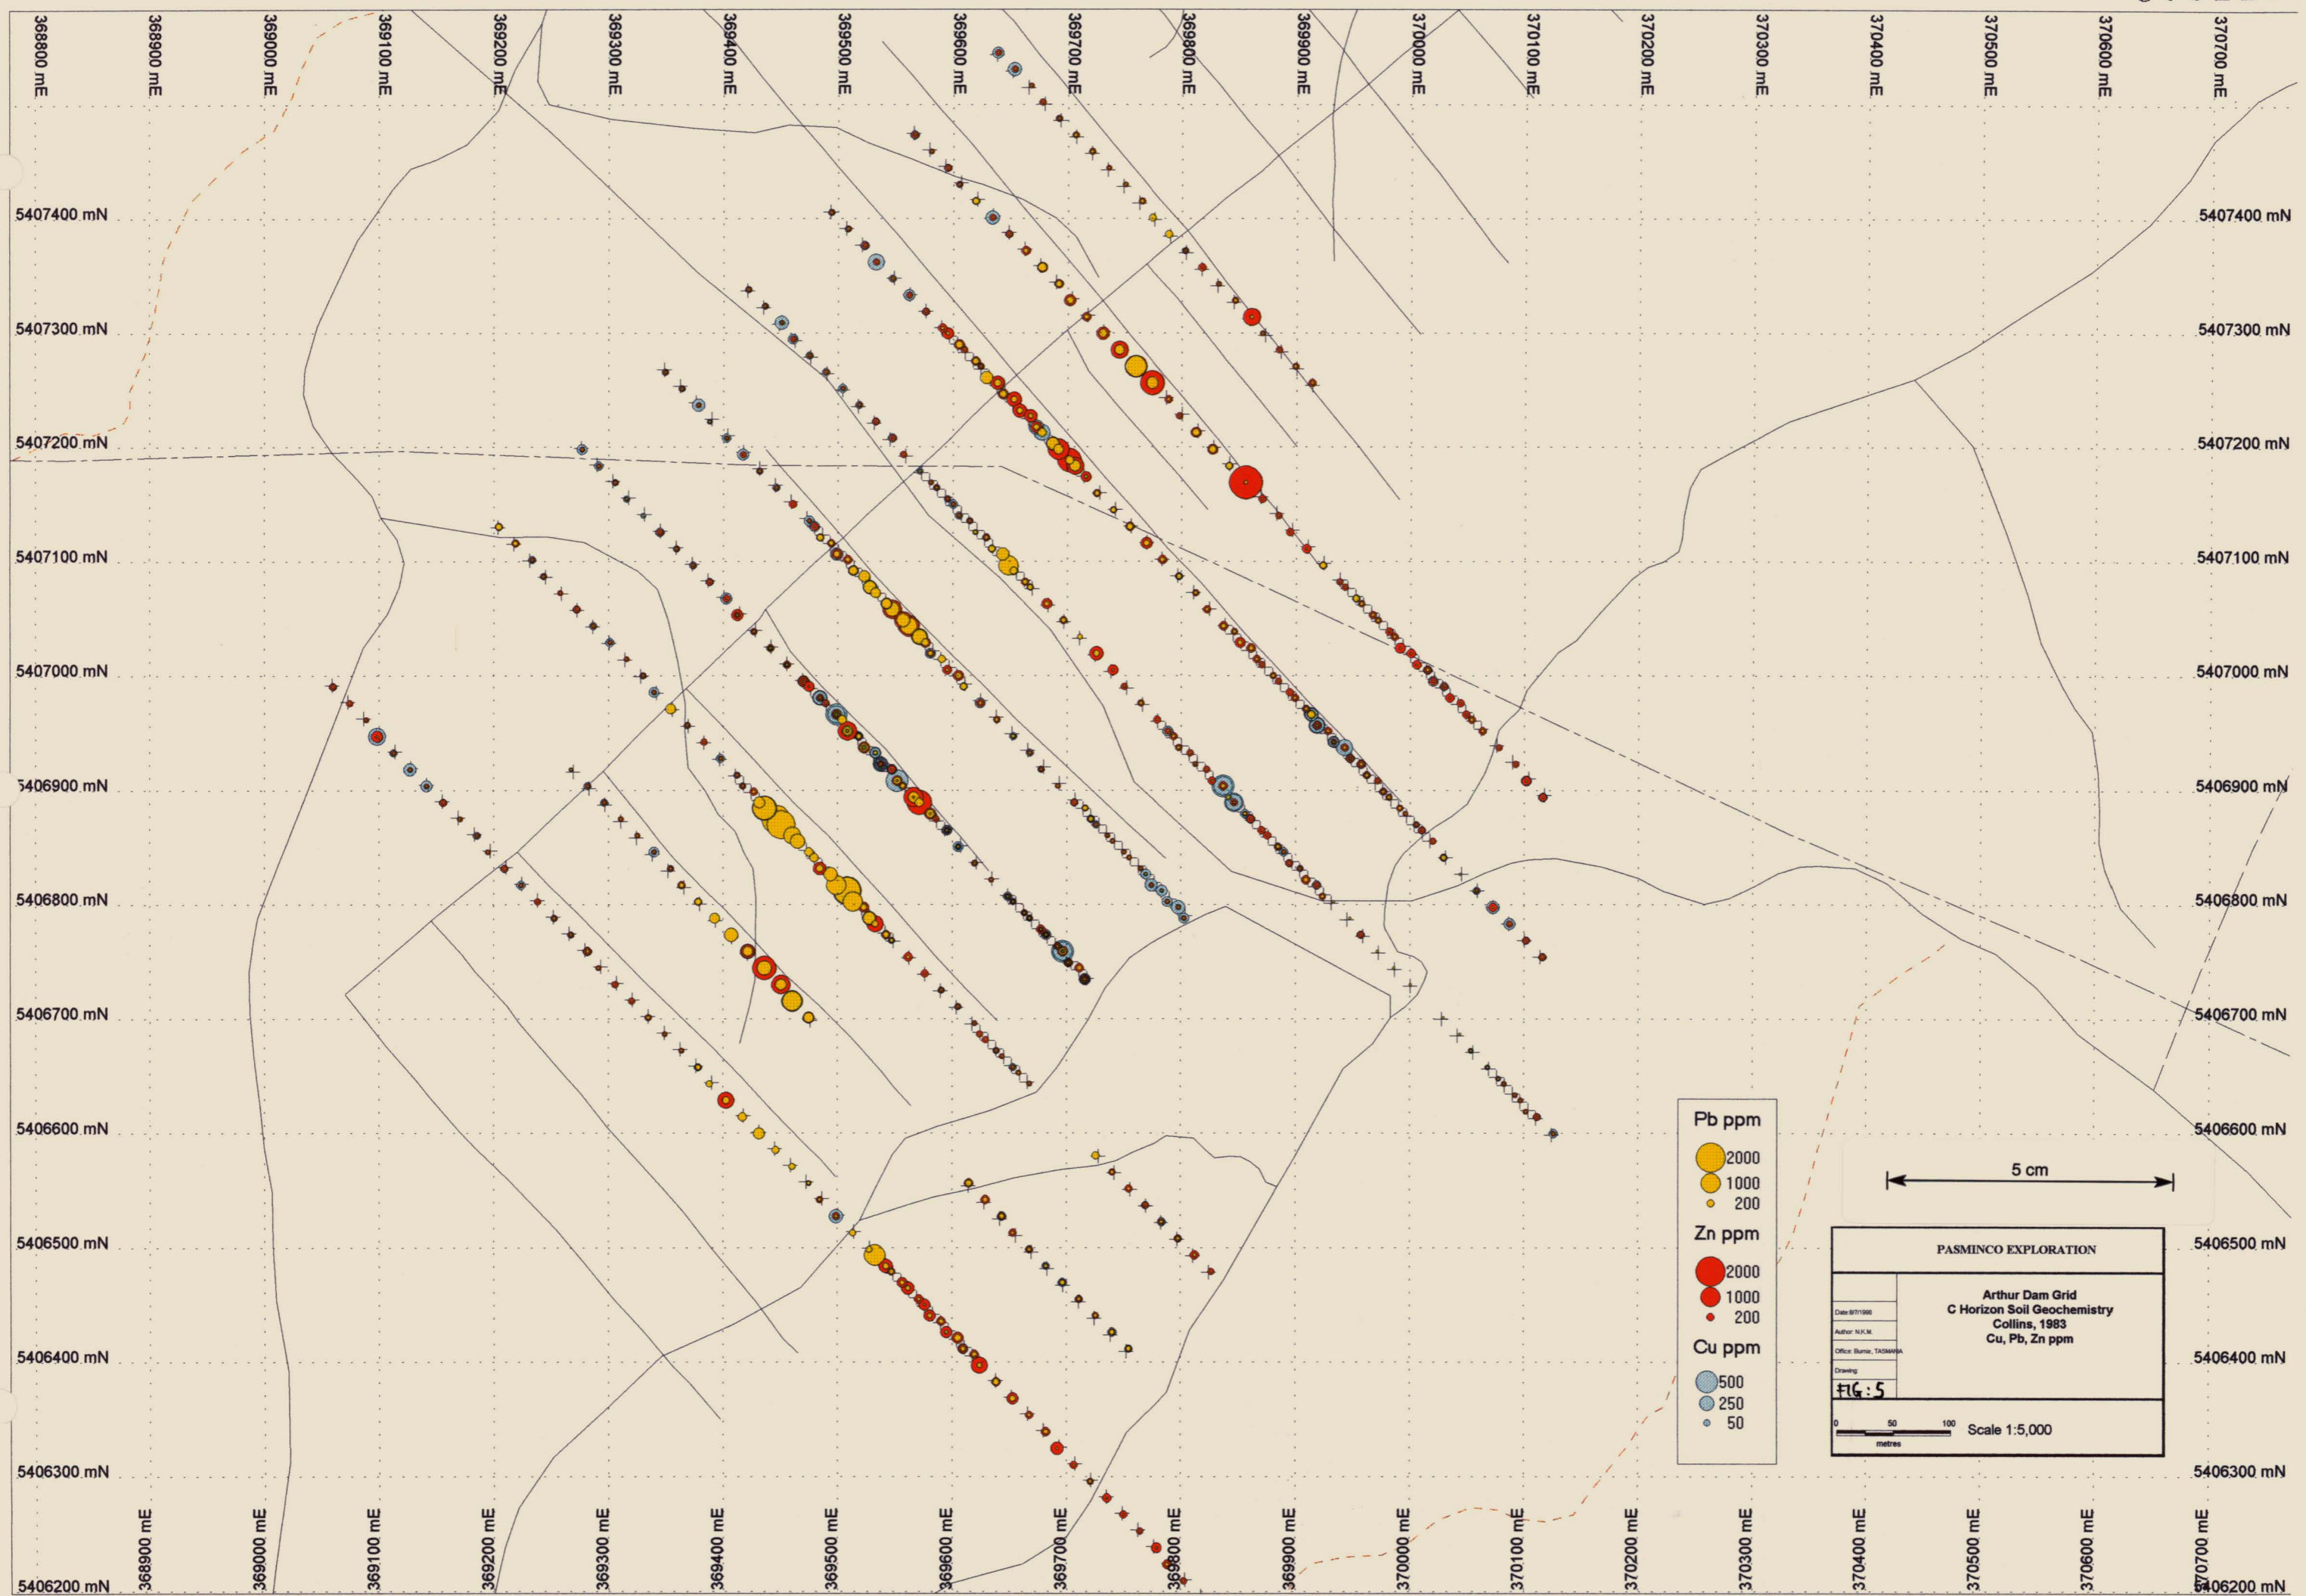 368800 mE
368900 mE
369000 mE
369100 mE
369200 mE
369300 mE
369400 mE
369500 mE
369600 mE
369700 mE
369800 mE
369900 mE
370000 mE
370100 mE
370200 mE
370300 mE
370400 mE
370500 mE
370600 mE
370700 mE
5407400 mN
5407400 mN
5407300 mN
5407300 mN
5407200 mN
5407200 mN
5407100 mN
5407100 mN
5407000 mN
5407000 mN
5406900 mN
5406900 mN
5406800 mN
5406800 mN
5406700 mN
5406700 mN
5406600 mN
5406600 mN
5406500 mN
5406500 mN
5406400 mN
5406400 mN
5406300 mN
5406300 mN
5406200 mN
5406200 mN
Pb ppm
2000
1000
200
Zn ppm
2000
1000
200
Cu ppm
500
250
50
5 cm
PASMINCO EXPLORATION
Arthur Dam Grid
C Horizon Soil Geochemistry
Collins, 1983
Cu, Pb, Zn ppm
Date: 8/7/1996
Author: N.K.M.
Office: Burnie, TASMANIA
Drawing:
FIG: 5
0 50 100
metres
Scale 1:5,000
368900 mE
369000 mE
369100 mE
369200 mE
369300 mE
369400 mE
369500 mE
369600 mE
369700 mE
369800 mE
369900 mE
370000 mE
370100 mE
370200 mE
370300 mE
370400 mE
370500 mE
370600 mE
370700 mE